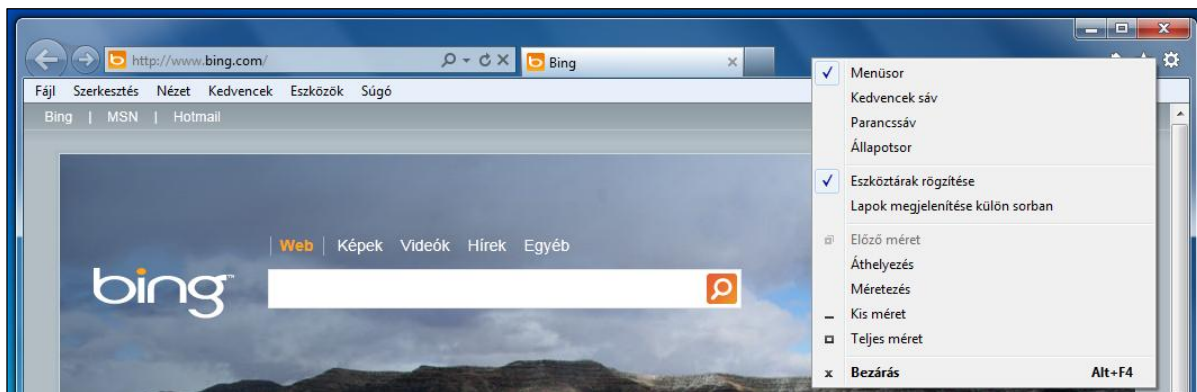 http://www.bing.com/
Bing
Fájl Szerkesztés Nézet Kedvencek Eszközök Súgó
Bing | MSN | Hotmail
Web | Képek Videók Hírek Egyéb
bing™
Menüsor
Kedvencek sáv
Parancssáv
Állapotsor
Eszköztárak rögzítése
Lapok megjelenítése külön sorban
Előző méret
Áthelyezés
Méretezés
Kis méret
Teljes méret
Bezárás Alt+F4